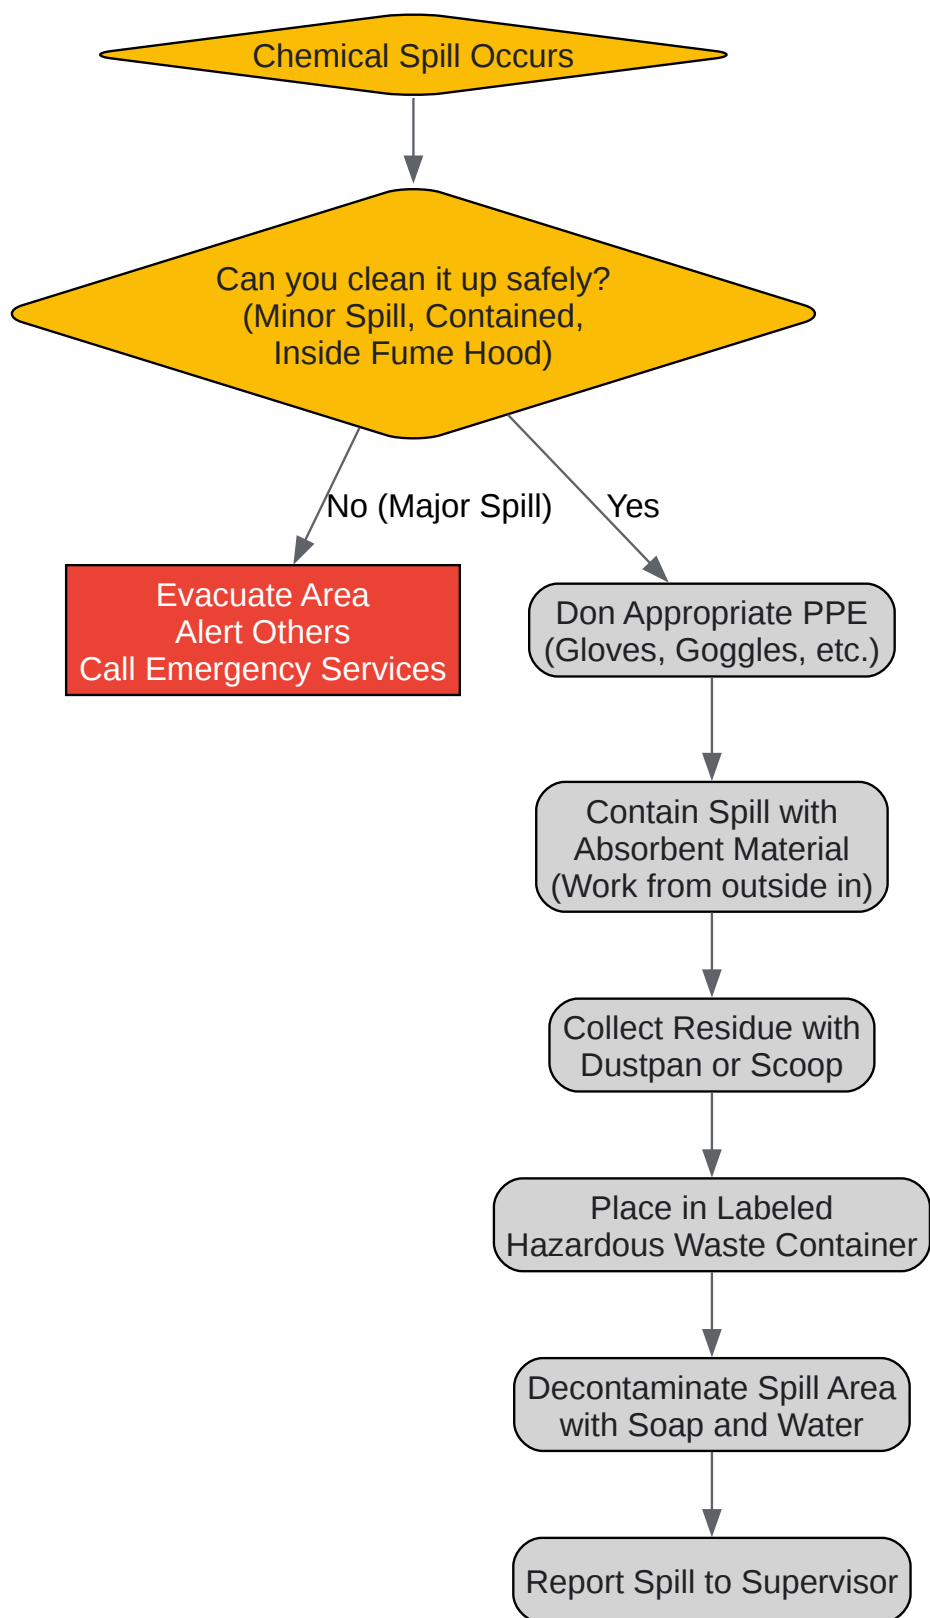 Chemical Spill Occurs
Can you clean it up safely?
(Minor Spill, Contained,
Inside Fume Hood)
No (Major Spill)
Yes
Evacuate Area
Alert Others
Call Emergency Services
Don Appropriate PPE
(Gloves, Goggles, etc.)
Contain Spill with
Absorbent Material
(Work from outside in)
Collect Residue with
Dustpan or Scoop
Place in Labeled
Hazardous Waste Container
Decontaminate Spill Area
with Soap and Water
Report Spill to Supervisor